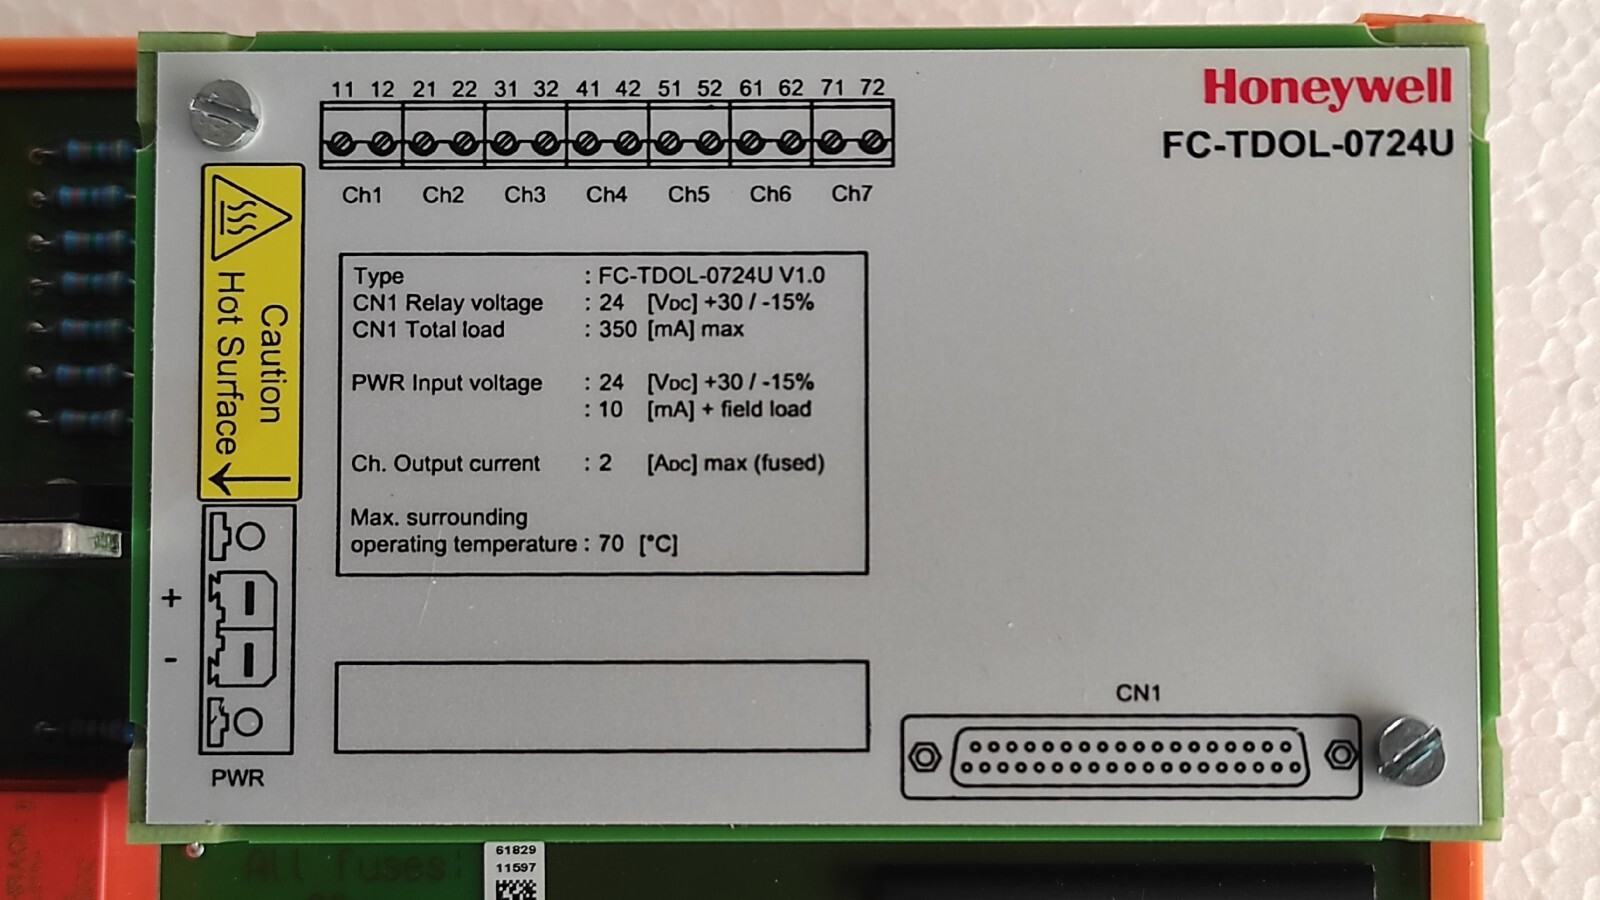 Honeywell
FC-TDOL-0724U
11 12 21 22 31 32 41 42 51 52 61 62 71 72
Ch1 Ch2 Ch3 Ch4 Ch5 Ch6 Ch7
Caution
Hot Surface
Type : FC-TDOL-0724U V1.0
CN1 Relay voltage : 24 [VDC] +30 / -15%
CN1 Total load : 350 [mA] max
PWR Input voltage : 24 [VDC] +30 / -15%
: 10 [mA] + field load
Ch. Output current : 2 [ADC] max (fused)
Max. surrounding
operating temperature : 70 [°C]
+
-
PWR
CN1
All fuses:
61829
11597